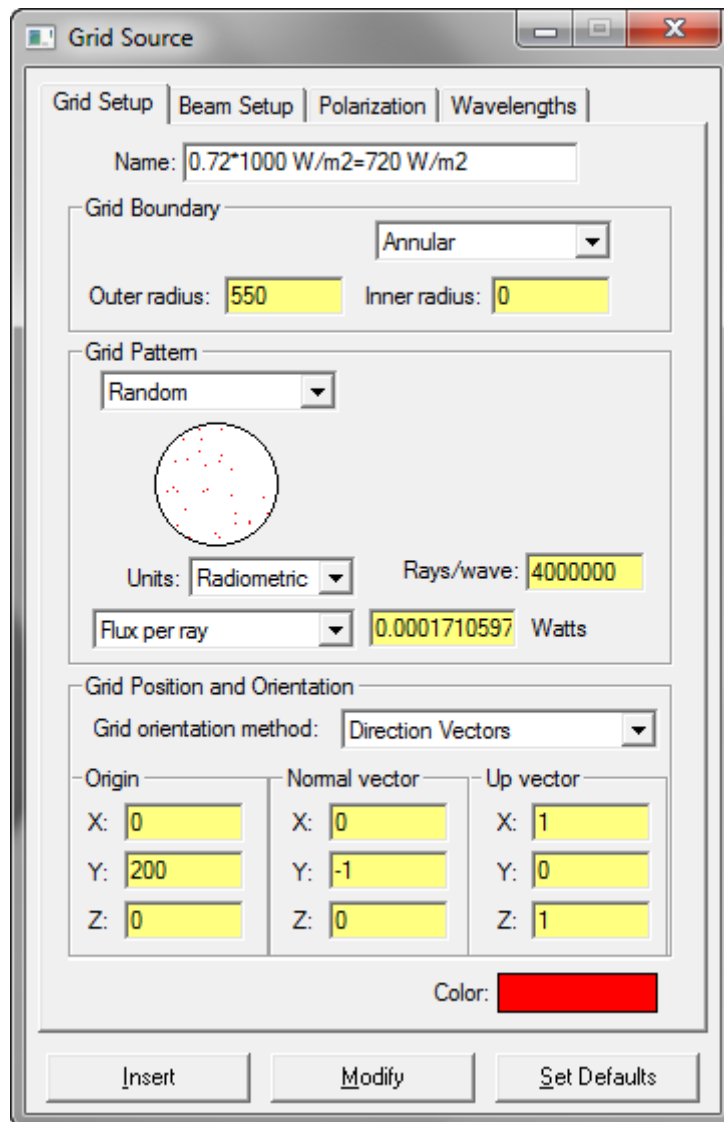 Grid Source
Grid Setup Beam Setup Polarization Wavelengths
Name: 0.72*1000 W/m2=720 W/m2
Grid Boundary
Annular
Outer radius: 550 Inner radius: 0
Grid Pattern
Random
Units: Radiometric Rays/wave: 4000000
Flux per ray 0.0001710597 Watts
Grid Position and Orientation
Grid orientation method: Direction Vectors
Origin Normal vector Up vector
X: 0 X: 0 X: 1
Y: 200 Y: -1 Y: 0
Z: 0 Z: 0 Z: 1
Color:
Insert Modify Set Defaults